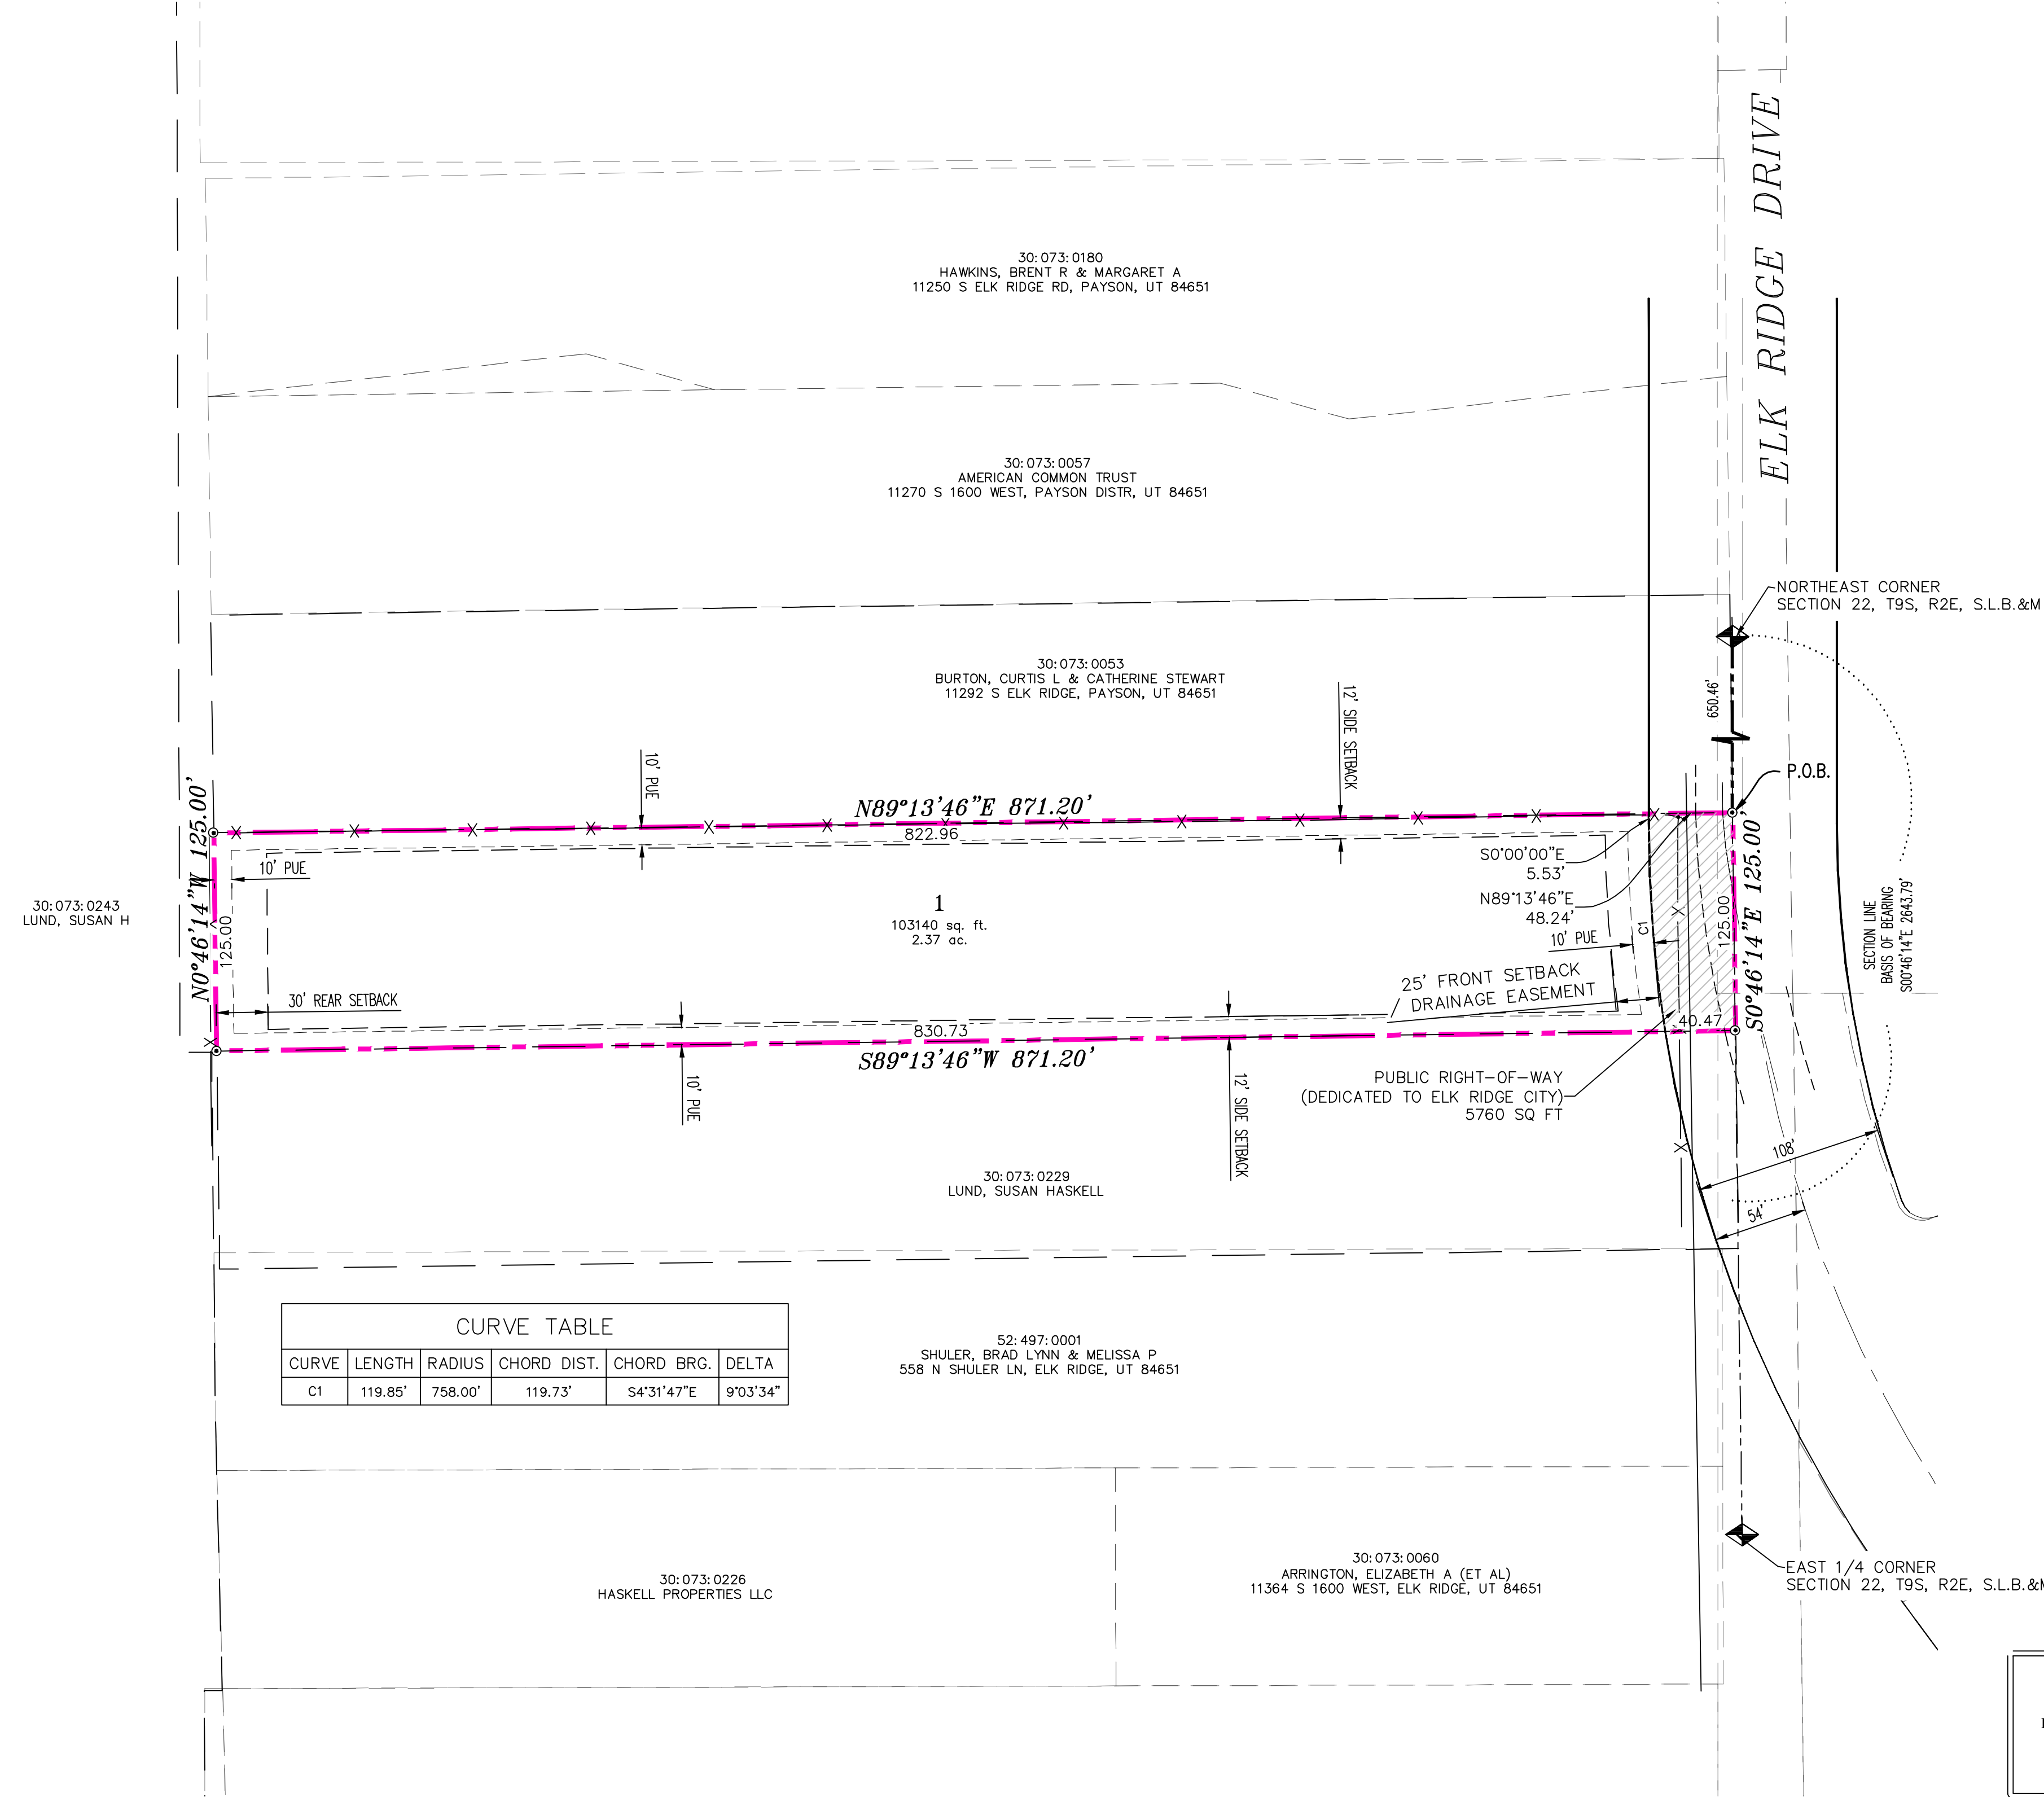 ELK RIDGE DRIVE
30:073:0180
HAWKINS, BRENT R & MARGARET A
11250 S ELK RIDGE RD, PAYSON, UT 84651
30:073:0057
AMERICAN COMMON TRUST
11270 S 1600 WEST, PAYSON DISTR, UT 84651
NORTHEAST CORNER
SECTION 22, T9S, R2E, S.L.B.&M
30:073:0053
BURTON, CURTIS L & CATHERINE STEWART
11292 S ELK RIDGE, PAYSON, UT 84651
650.46'
12' SIDE SETBACK
10' PUE
P.O.B.
N89°13'46"E 871.20'
822.96
N0°46'14"W 125.00'
125.00
10' PUE
S0°00'00"E
5.53'
N89°13'46"E
48.24'
C1
10' PUE
125.00
S0°46'14"E 125.00'
SECTION LINE
BASIS OF BEARING
S00°46'14"E 2643.79'
30:073:0243
LUND, SUSAN H
1
103140 sq. ft.
2.37 ac.
25' FRONT SETBACK
DRAINAGE EASEMENT
30' REAR SETBACK
830.73
40.47
S89°13'46"W 871.20'
10' PUE
12' SIDE SETBACK
PUBLIC RIGHT-OF-WAY
(DEDICATED TO ELK RIDGE CITY)
5760 SQ FT
108'
54'
30:073:0229
LUND, SUSAN HASKELL
CURVE TABLE
CURVE LENGTH RADIUS CHORD DIST. CHORD BRG. DELTA
C1 119.85' 758.00' 119.73' S4°31'47"E 9°03'34"
52:497:0001
SHULER, BRAD LYNN & MELISSA P
558 N SHULER LN, ELK RIDGE, UT 84651
30:073:0226
HASKELL PROPERTIES LLC
30:073:0060
ARRINGTON, ELIZABETH A (ET AL)
11364 S 1600 WEST, ELK RIDGE, UT 84651
EAST 1/4 CORNER
SECTION 22, T9S, R2E, S.L.B.&M